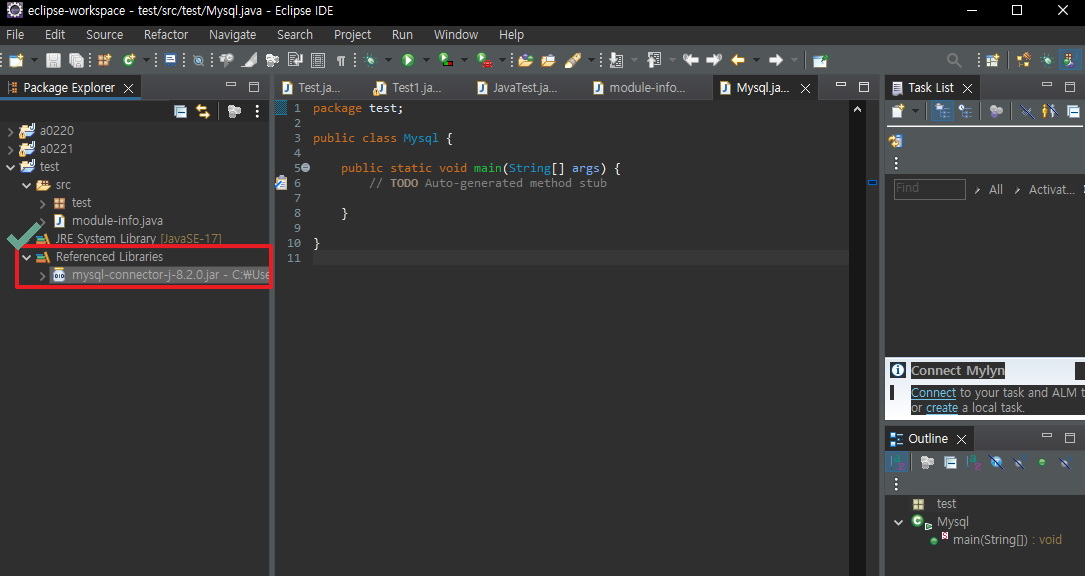 eclipse-workspace - test/src/test/Mysql.java - Eclipse IDE
File Edit Source Refactor Navigate Search Project Run Window Help
Package Explorer
a0220
a0221
test
src
test
module-info.java
JRE System Library [JavaSE-17]
Referenced Libraries
mysql-connector-j-8.2.0.jar - C:₩Use
Test.ja... Test1.ja... JavaTest.ja... module-info... Mysql.ja...
1 package test;
2
3 public class Mysql {
4
5 public static void main(String[] args) {
6 // TODO Auto-generated method stub
7
8 }
9
10 }
11
Task List
Find All Activat...
Connect Mylyn
Connect to your task and ALM t
or create a local task.
Outline
test
Mysql
main(String[]) : void